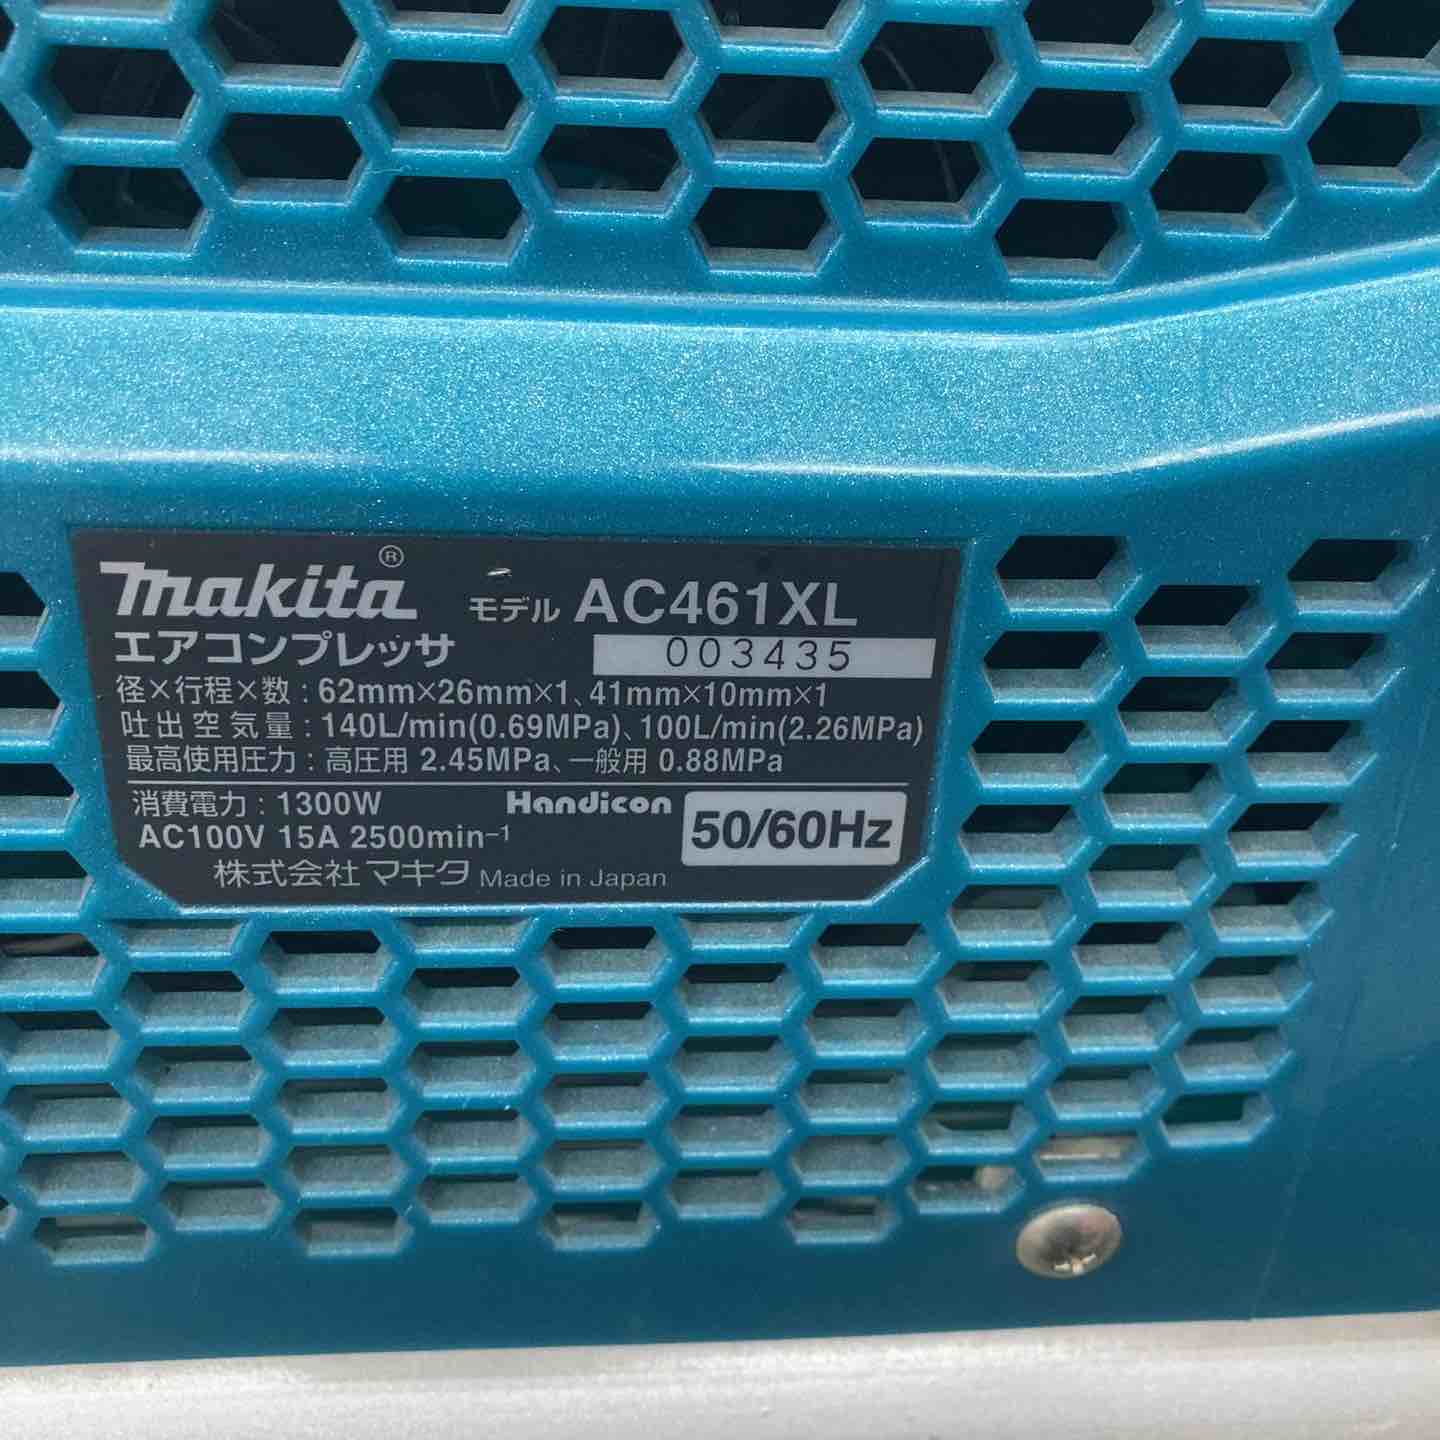 makita® モデル AC461XL
エアコンプレッサ 003435
径×行程×数 : 62mm×26mm×1、41mm×10mm×1
吐出空気量 : 140L/min(0.69MPa)、100L/min(2.26MPa)
最高使用圧力 : 高圧用 2.45MPa、一般用 0.88MPa
消費電力 : 1300W Handicon
AC100V 15A 2500min⁻¹ 50/60Hz
株式会社 マキタ Made in Japan